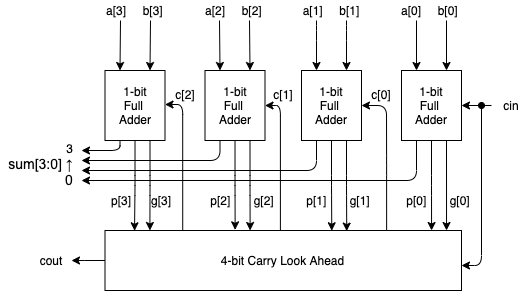 a[3] b[3] a[2] b[2] a[1] b[1] a[0] b[0]
1-bit Full Adder
c[2]
1-bit Full Adder
c[1]
1-bit Full Adder
c[0]
1-bit Full Adder
cin
3
sum[3:0] ↑
0
p[3] g[3] p[2] g[2] p[1] g[1] p[0] g[0]
cout
4-bit Carry Look Ahead